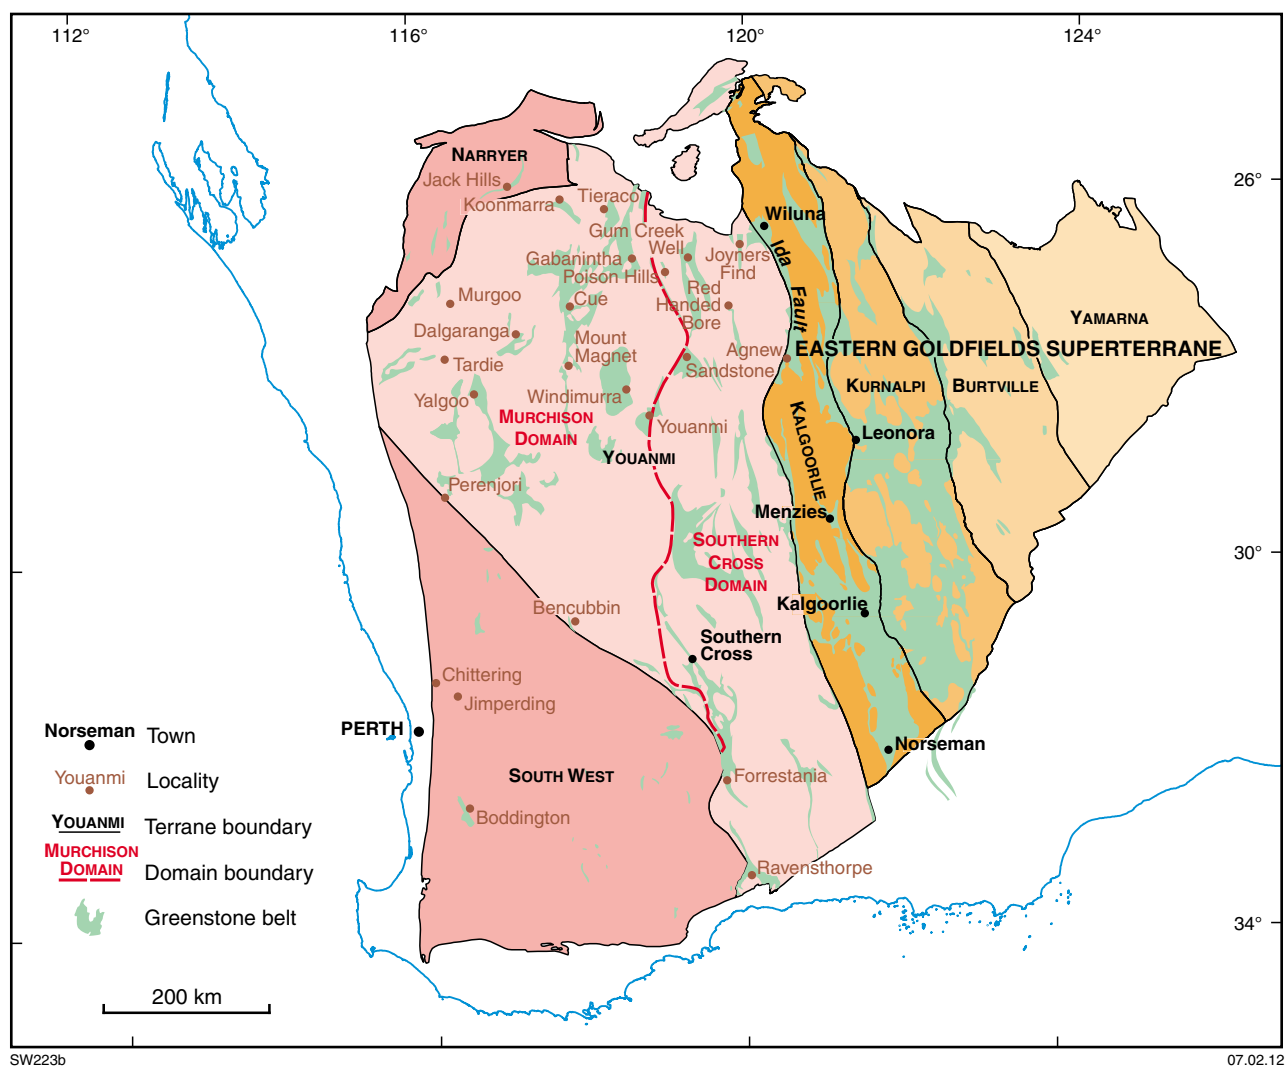 112°
116°
120°
124°
NARRYER
Jack Hills
Koonmarra
Tieraco
Gum Creek
Well
Gabanintha
Poison Hills
Joyners
Find
Wiluna
26°
Ida
Fault
Murgoo
Cue
Red
Handed
Bore
Dalgaranga
Mount
Magnet
Tardie
Agnew
Sandstone
YAMARNA
EASTERN GOLDFIELDS SUPERTERRANE
KURNALPI
BURTVILLE
Yalgoo
Windimurra
MURCHISON
DOMAIN
Youanmi
YOUANMI
KALGOORLIE
Leonora
Perenjori
Menzies
SOUTHERN
CROSS
DOMAIN
30°
Bencubbin
Kalgoorlie
Southern
Cross
Chittering
Jimperding
PERTH
Norseman
SOUTH WEST
Forrestania
Boddington
Ravensthorpe
34°
Norseman Town
Youanmi Locality
YOUANMI Terrane boundary
MURCHISON
DOMAIN Domain boundary
Greenstone belt
200 km
SW223b
07.02.12